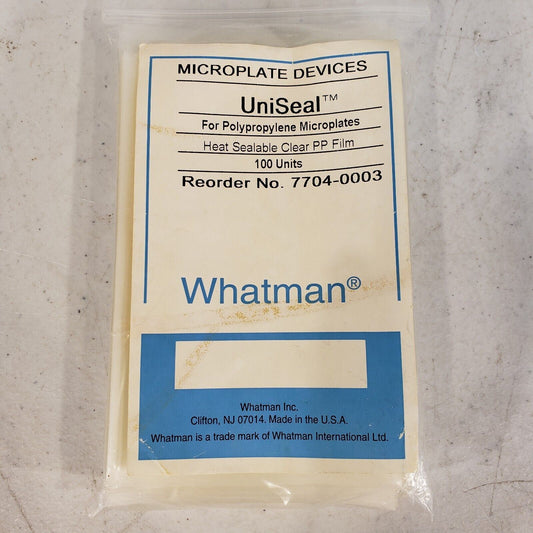 MICROPLATE DEVICES
UniSeal™
For Polypropylene Microplates
Heat Sealable Clear PP Film
100 Units
Reorder No. 7704-0003
Whatman®
Whatman Inc.
Clifton, NJ 07014. Made in the U.S.A.
Whatman is a trade mark of Whatman International Ltd.